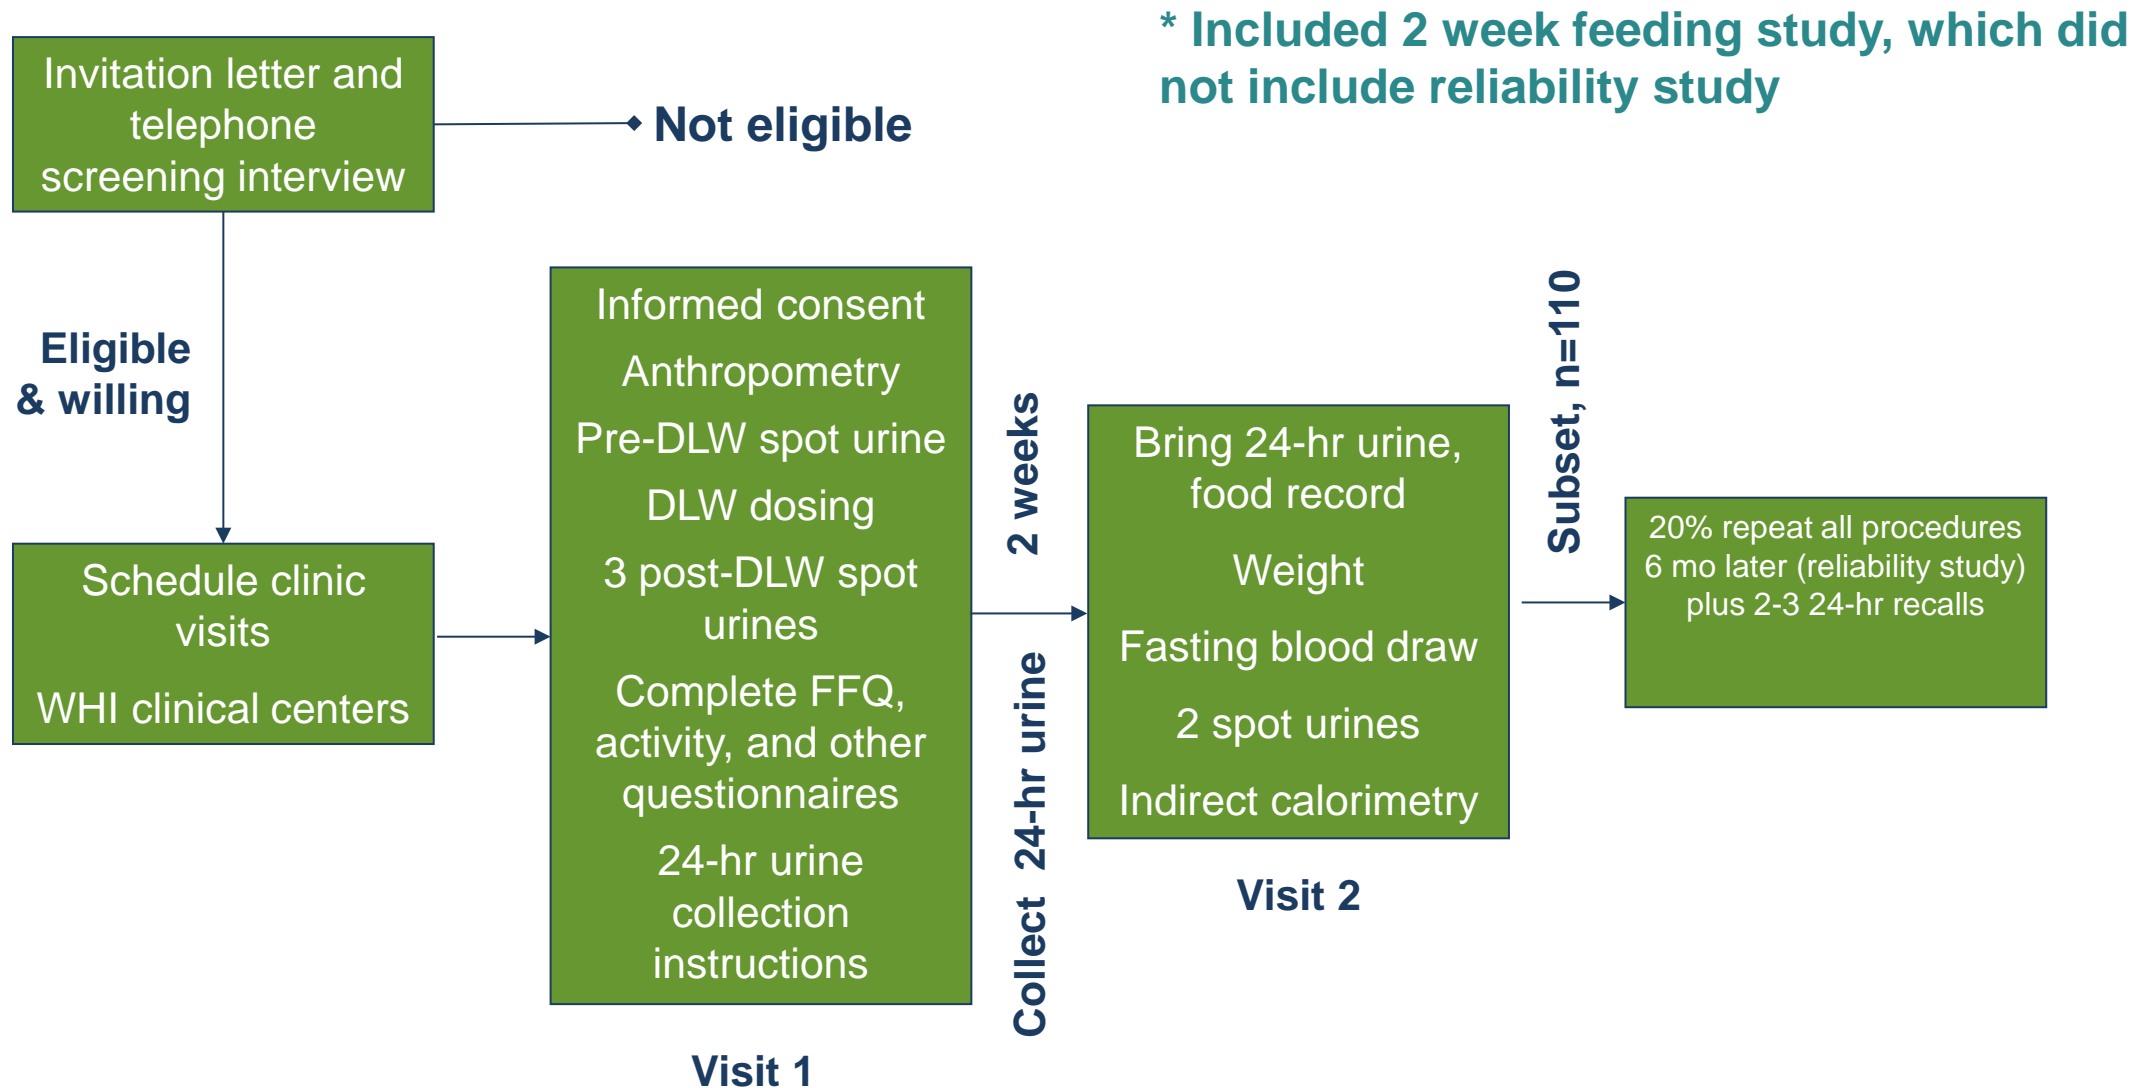 * Included 2 week feeding study, which did
not include reliability study
Invitation letter and
telephone
screening interview
Not eligible
Eligible
& willing
Schedule clinic
visits
WHI clinical centers
Informed consent
Anthropometry
Pre-DLW spot urine
DLW dosing
3 post-DLW spot
urines
Complete FFQ,
activity, and other
questionnaires
24-hr urine
collection
instructions
Visit 1
2 weeks
Collect 24-hr urine
Bring 24-hr urine,
food record
Weight
Fasting blood draw
2 spot urines
Indirect calorimetry
Visit 2
Subset, n=110
20% repeat all procedures
6 mo later (reliability study)
plus 2-3 24-hr recalls